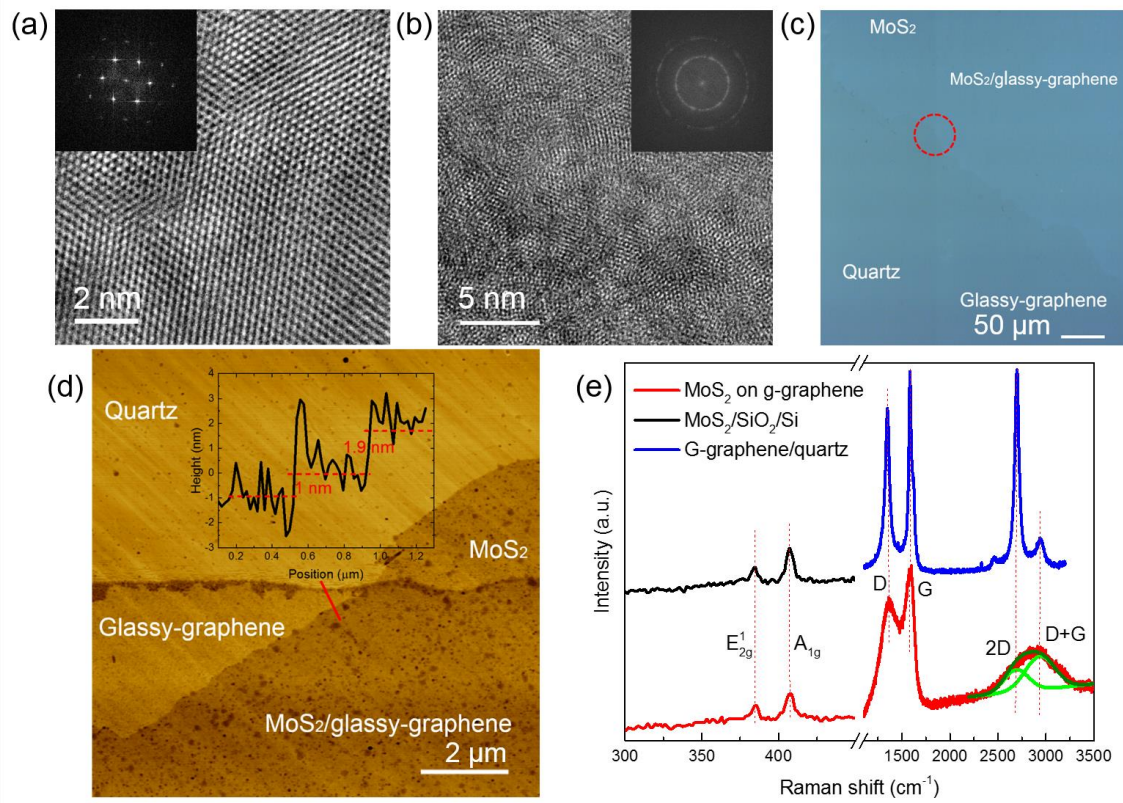 (a)
2 nm
(b)
5 nm
(c)
MoS₂
MoS₂/glassy-graphene
Quartz
Glassy-graphene
50 μm
(d)
Quartz
4
3
2
1
0
-1
-2
-3
Height (nm)
1.9 nm
1 nm
0.2 0.4 0.6 0.8 1.0 1.2
Position (μm)
MoS₂
Glassy-graphene
MoS₂/glassy-graphene
2 μm
(e)
MoS₂ on g-graphene
MoS₂/SiO₂/Si
G-graphene/quartz
Intensity (a.u.)
D
G
E¹₂g
A₁g
2D
D+G
300 350 400 1500 2000 2500 3000 3500
Raman shift (cm⁻¹)